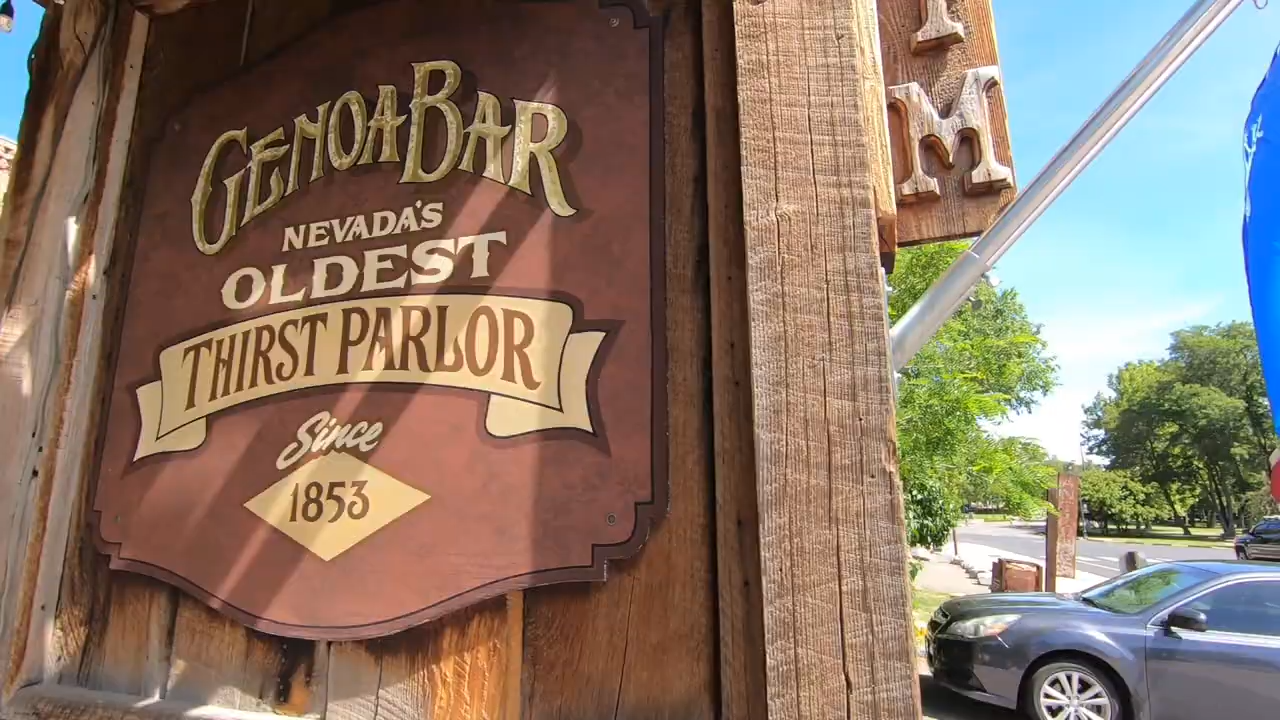 GENOA BAR
NEVADA'S
OLDEST
THIRST PARLOR
Since
1853
M